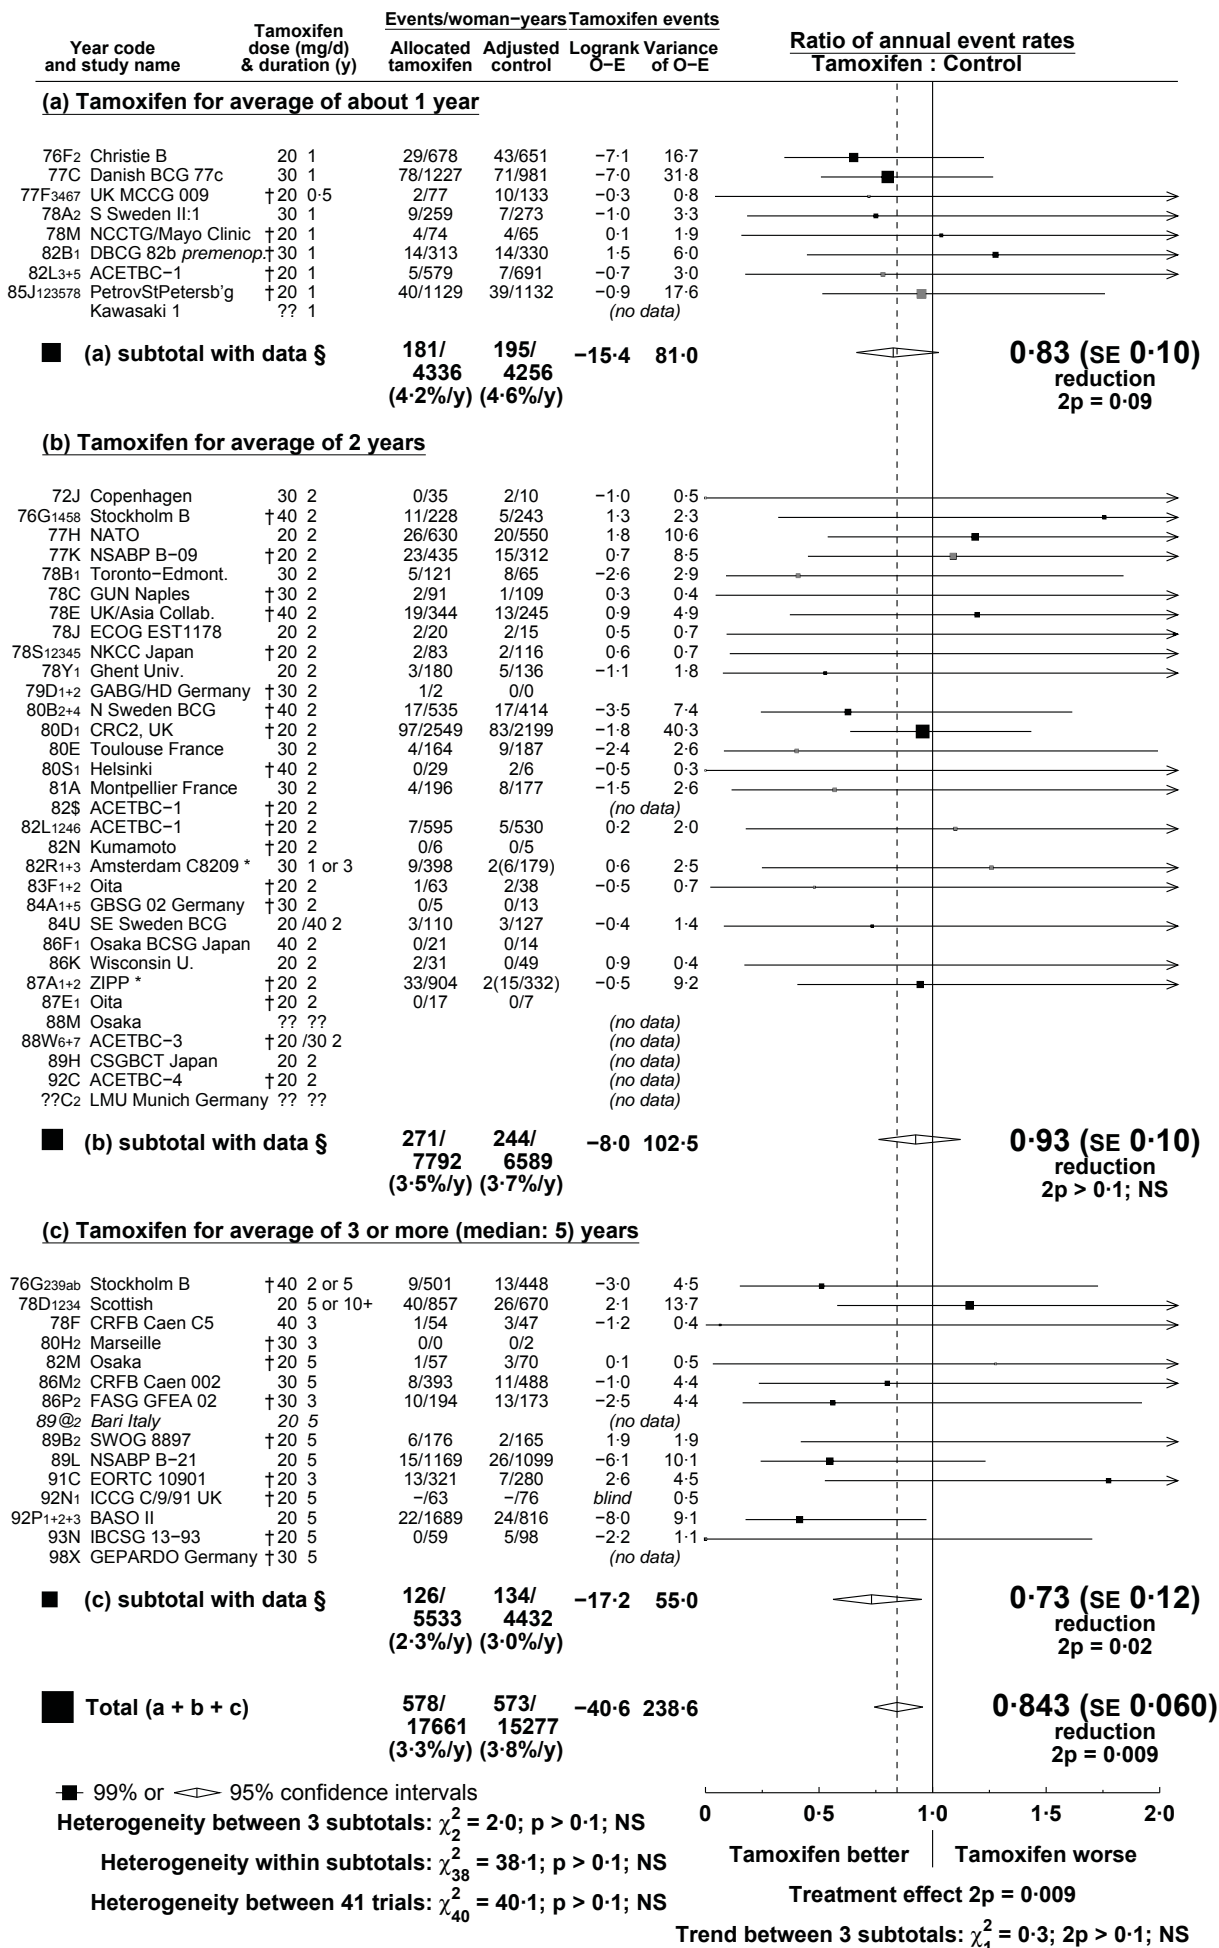 Year code and study name
Tamoxifen dose (mg/d) & duration (y)
Events/woman−years
Allocated tamoxifen
Adjusted control
Tamoxifen events
Logrank O−E
Variance of O−E
Ratio of annual event rates
Tamoxifen : Control
(a) Tamoxifen for average of about 1 year
76F2 Christie B 20 1 29/678 43/651 −7·1 16·7
77C Danish BCG 77c 30 1 78/1227 71/981 −7·0 31·8
77F3467 UK MCCG 009 †20 0·5 2/77 10/133 −0·3 0·8
78A2 S Sweden II:1 30 1 9/259 7/273 −1·0 3·3
78M NCCTG/Mayo Clinic †20 1 4/74 4/65 0·1 1·9
82B1 DBCG 82b premenop. †30 1 14/313 14/330 1·5 6·0
82L3+5 ACETBC−1 †20 1 5/579 7/691 −0·7 3·0
85J123578 PetrovStPetersb'g †20 1 40/1129 39/1132 −0·9 17·6
Kawasaki 1 ?? 1 (no data)
(a) subtotal with data § 181/4336 195/4256 −15·4 81·0 0·83 (SE 0·10)
(4·2%/y) (4·6%/y) reduction
2p = 0·09
(b) Tamoxifen for average of 2 years
72J Copenhagen 30 2 0/35 2/10 −1·0 0·5
76G1458 Stockholm B †40 2 11/228 5/243 1·3 2·3
77H NATO 20 2 26/630 20/550 1·8 10·6
77K NSABP B−09 †20 2 23/435 15/312 0·7 8·5
78B1 Toronto−Edmont. 30 2 5/121 8/65 −2·6 2·9
78C GUN Naples †30 2 2/91 1/109 0·3 0·4
78E UK/Asia Collab. †40 2 19/344 13/245 0·9 4·9
78J ECOG EST1178 20 2 2/20 2/15 0·5 0·7
78S12345 NKCC Japan †20 2 2/83 2/116 0·6 0·7
78Y1 Ghent Univ. 20 2 3/180 5/136 −1·1 1·8
79D1+2 GABG/HD Germany †30 2 1/2 0/0
80B2+4 N Sweden BCG †40 2 17/535 17/414 −3·5 7·4
80D1 CRC2, UK †20 2 97/2549 83/2199 −1·8 40·3
80E Toulouse France 30 2 4/164 9/187 −2·4 2·6
80S1 Helsinki †40 2 0/29 2/6 −0·5 0·3
81A Montpellier France 30 2 4/196 8/177 −1·5 2·6
82$ ACETBC−1 †20 2 (no data)
82L1246 ACETBC−1 †20 2 7/595 5/530 0·2 2·0
82N Kumamoto †20 2 0/6 0/5
82R1+3 Amsterdam C8209 * 30 1 or 3 9/398 2(6/179) 0·6 2·5
83F1+2 Oita †20 2 1/63 2/38 −0·5 0·7
84A1+5 GBSG 02 Germany †30 2 0/5 0/13
84U SE Sweden BCG 20 /40 2 3/110 3/127 −0·4 1·4
86F1 Osaka BCSG Japan 40 2 0/21 0/14
86K Wisconsin U. 20 2 2/31 0/49 0·9 0·4
87A1+2 ZIPP * †20 2 33/904 2(15/332) −0·5 9·2
87E1 Oita †20 2 0/17 0/7
88M Osaka ?? ?? (no data)
88W6+7 ACETBC−3 †20 /30 2 (no data)
89H CSGBCT Japan 20 2 (no data)
92C ACETBC−4 †20 2 (no data)
??C2 LMU Munich Germany ?? ?? (no data)
(b) subtotal with data § 271/7792 244/6589 −8·0 102·5 0·93 (SE 0·10)
(3·5%/y) (3·7%/y) reduction
2p > 0·1; NS
(c) Tamoxifen for average of 3 or more (median: 5) years
76G239ab Stockholm B †40 2 or 5 9/501 13/448 −3·0 4·5
78D1234 Scottish 20 5 or 10+ 40/857 26/670 2·1 13·7
78F CRFB Caen C5 40 3 1/54 3/47 −1·2 0·4
80H2 Marseille †30 3 0/0 0/2
82M Osaka †20 5 1/57 3/70 0·1 0·5
86M2 CRFB Caen 002 30 5 8/393 11/488 −1·0 4·4
86P2 FASG GFEA 02 †30 3 10/194 13/173 −2·5 4·4
89@2 Bari Italy 20 5 (no data)
89B2 SWOG 8897 †20 5 6/176 2/165 1·9 1·9
89L NSABP B−21 20 5 15/1169 26/1099 −6·1 10·1
91C EORTC 10901 †20 3 13/321 7/280 2·6 4·5
92N1 ICCG C/9/91 UK †20 5 −/63 −/76 blind 0·5
92P1+2+3 BASO II 20 5 22/1689 24/816 −8·0 9·1
93N IBCSG 13−93 †20 5 0/59 5/98 −2·2 1·1
98X GEPARDO Germany †30 5 (no data)
(c) subtotal with data § 126/5533 134/4432 −17·2 55·0 0·73 (SE 0·12)
(2·3%/y) (3·0%/y) reduction
2p = 0·02
Total (a + b + c) 578/17661 573/15277 −40·6 238·6 0·843 (SE 0·060)
(3·3%/y) (3·8%/y) reduction
2p = 0·009
99% or 95% confidence intervals
0 0·5 1·0 1·5 2·0
Tamoxifen better Tamoxifen worse
Heterogeneity between 3 subtotals: χ²₂ = 2·0; p > 0·1; NS
Heterogeneity within subtotals: χ²₃₈ = 38·1; p > 0·1; NS
Heterogeneity between 41 trials: χ²₄₀ = 40·1; p > 0·1; NS
Treatment effect 2p = 0·009
Trend between 3 subtotals: χ²₁ = 0·3; 2p > 0·1; NS